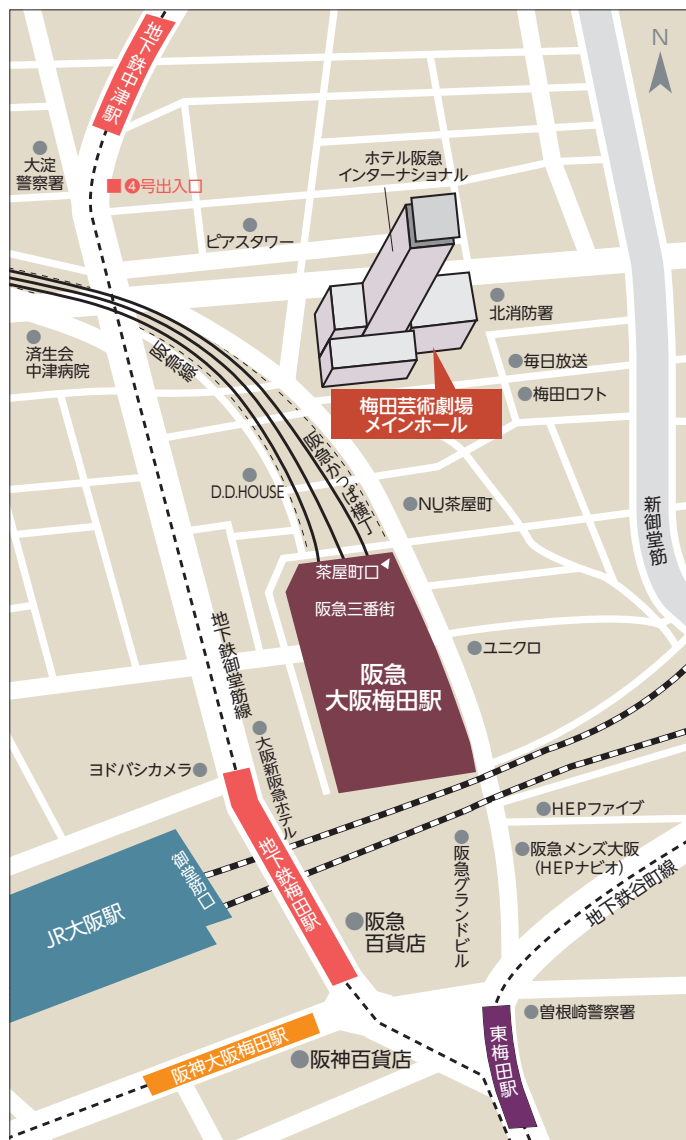 N
地下鉄中津駅
大淀
警察署
■❹号出入口
ホテル阪急
インターナショナル
ピアスタワー
北消防署
済生会
中津病院
阪急線
毎日放送
梅田ロフト
梅田芸術劇場
メインホール
阪急かっぱ横丁
D.D.HOUSE
NU茶屋町
新御堂筋
茶屋町口
阪急三番街
地下鉄御堂筋線
ユニクロ
阪急
大阪梅田駅
大阪新阪急ホテル
ヨドバシカメラ
HEPファイブ
地下鉄梅田駅
阪急グランドビル
阪急メンズ大阪
(HEPナビオ)
御堂筋口
地下鉄谷町線
JR大阪駅
阪急
百貨店
曽根崎警察署
東梅田駅
阪神大阪梅田駅
阪神百貨店